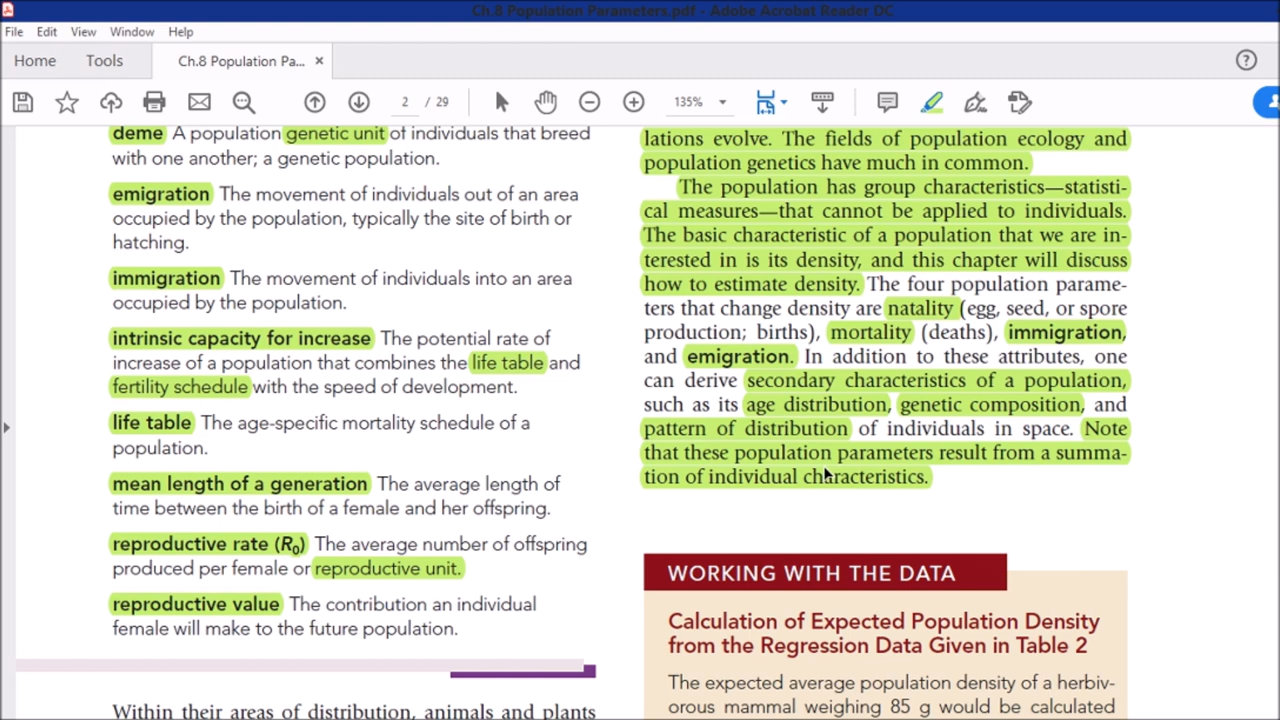 Ch.8 Population Parameters.pdf - Adobe Acrobat Reader DC
File Edit View Window Help
Home Tools Ch.8 Population Pa... ×
2 / 29 135%
deme A population genetic unit of individuals that breed
with one another; a genetic population.
emigration The movement of individuals out of an area
occupied by the population, typically the site of birth or
hatching.
immigration The movement of individuals into an area
occupied by the population.
intrinsic capacity for increase The potential rate of
increase of a population that combines the life table and
fertility schedule with the speed of development.
life table The age-specific mortality schedule of a
population.
mean length of a generation The average length of
time between the birth of a female and her offspring.
reproductive rate (R0) The average number of offspring
produced per female or reproductive unit.
reproductive value The contribution an individual
female will make to the future population.
Within their areas of distribution, animals and plants
lations evolve. The fields of population ecology and
population genetics have much in common.
The population has group characteristics—statisti-
cal measures—that cannot be applied to individuals.
The basic characteristic of a population that we are in-
terested in is its density, and this chapter will discuss
how to estimate density. The four population parame-
ters that change density are natality (egg, seed, or spore
production; births), mortality (deaths), immigration,
and emigration. In addition to these attributes, one
can derive secondary characteristics of a population,
such as its age distribution, genetic composition, and
pattern of distribution of individuals in space. Note
that these population parameters result from a summa-
tion of individual characteristics.
WORKING WITH THE DATA
Calculation of Expected Population Density
from the Regression Data Given in Table 2
The expected average population density of a herbiv-
orous mammal weighing 85 g would be calculated